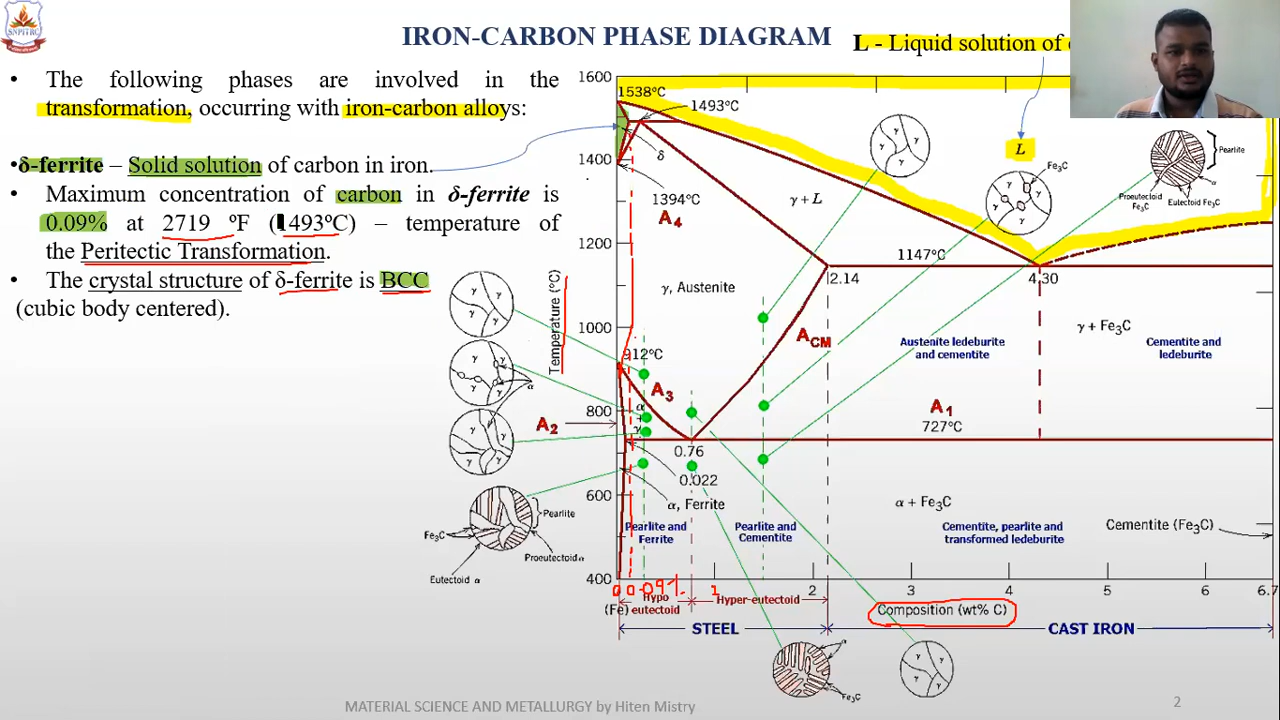 SNPITRC
IRON-CARBON PHASE DIAGRAM
L - Liquid solution of
• The following phases are involved in the
transformation, occurring with iron-carbon alloys:
•δ-ferrite – Solid solution of carbon in iron.
• Maximum concentration of carbon in δ-ferrite is
0.09% at 2719 ºF (1493ºC) – temperature of
the Peritectic Transformation.
• The crystal structure of δ-ferrite is BCC
(cubic body centered).
Temperature (°C)
1600
1400
1200
1000
800
600
400
1538°C
1493°C
δ
1394°C
A4
γ+L
L
Fe3C
γ γ γ γ
γ γ γ γ
Pearlite
α
Proeutectoid
Fe3C
Eutectoid Fe3C
1147°C
2.14
4.30
γ, Austenite
γ + Fe3C
ACM
Austenite ledeburite
and cementite
Cementite and
ledeburite
912°C
A3
α
+
γ
A2
A1
727°C
0.76
0.022
α, Ferrite
α + Fe3C
Cementite (Fe3C)
Pearlite and
Ferrite
Pearlite and
Cementite
Cementite, pearlite and
transformed ledeburite
γ γ γ γ
γ γ γ γ
α
γ γ γ γ
Pearlite
Fe3C
Proeutectoid α
Eutectoid α
0 0.09% 1 2 3 4 5 6 6.7
(Fe)
Hypo
eutectoid
Hyper-eutectoid
Composition (wt% C)
STEEL
CAST IRON
α
Fe3C
γ γ γ γ
MATERIAL SCIENCE AND METALLURGY by Hiten Mistry
2